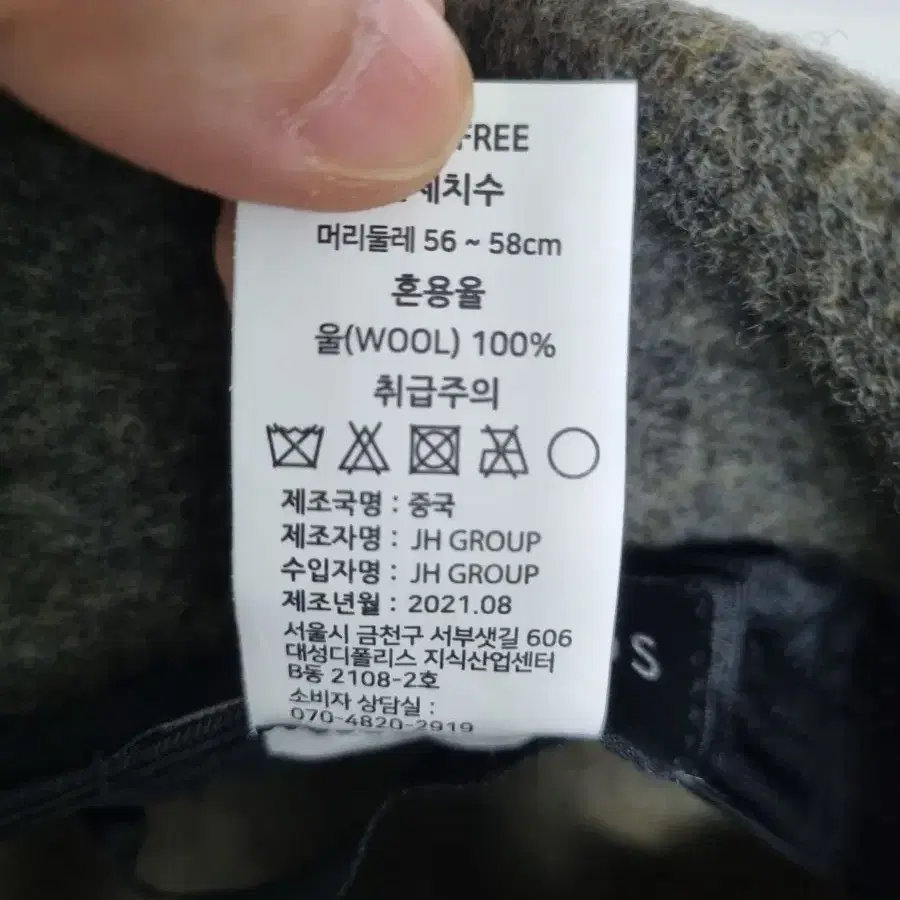 FREE
제치수
머리둘레 56 ~ 58cm
혼용율
울(WOOL) 100%
취급주의
제조국명 : 중국
제조자명 : JH GROUP
수입자명 : JH GROUP
제조년월 : 2021.08
서울시 금천구 서부샛길 606
대성디폴리스 지식산업센터
B동 2108-2호
소비자 상담실 :
070-4820-2919
S